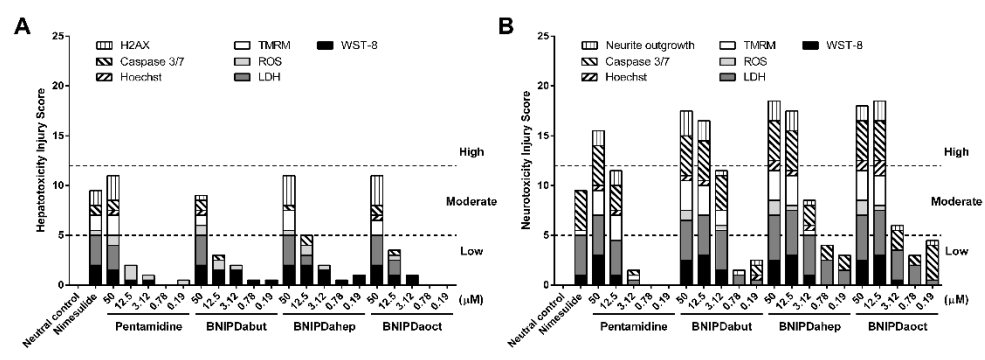 A
H2AX
Caspase 3/7
Hoechst
TMRM
ROS
LDH
WST-8
Hepatotoxicity Injury Score
25
20
15
10
5
0
High
Moderate
Low
Neutral control
Nimesulide
50 12.5 3.12 0.78 0.19
50 12.5 3.12 0.78 0.19
50 12.5 3.12 0.78 0.19
50 12.5 3.12 0.78 0.19
(μM)
Pentamidine BNIPDabut BNIPDahep BNIPDaoct
B
Neurite outgrowth
Caspase 3/7
Hoechst
TMRM
ROS
LDH
WST-8
Neurotoxicity Injury Score
25
20
15
10
5
0
High
Moderate
Low
Neutral control
Nimesulide
50 12.5 3.12 0.78 0.19
50 12.5 3.12 0.78 0.19
50 12.5 3.12 0.78 0.19
50 12.5 3.12 0.78 0.19
(μM)
Pentamidine BNIPDabut BNIPDahep BNIPDaoct